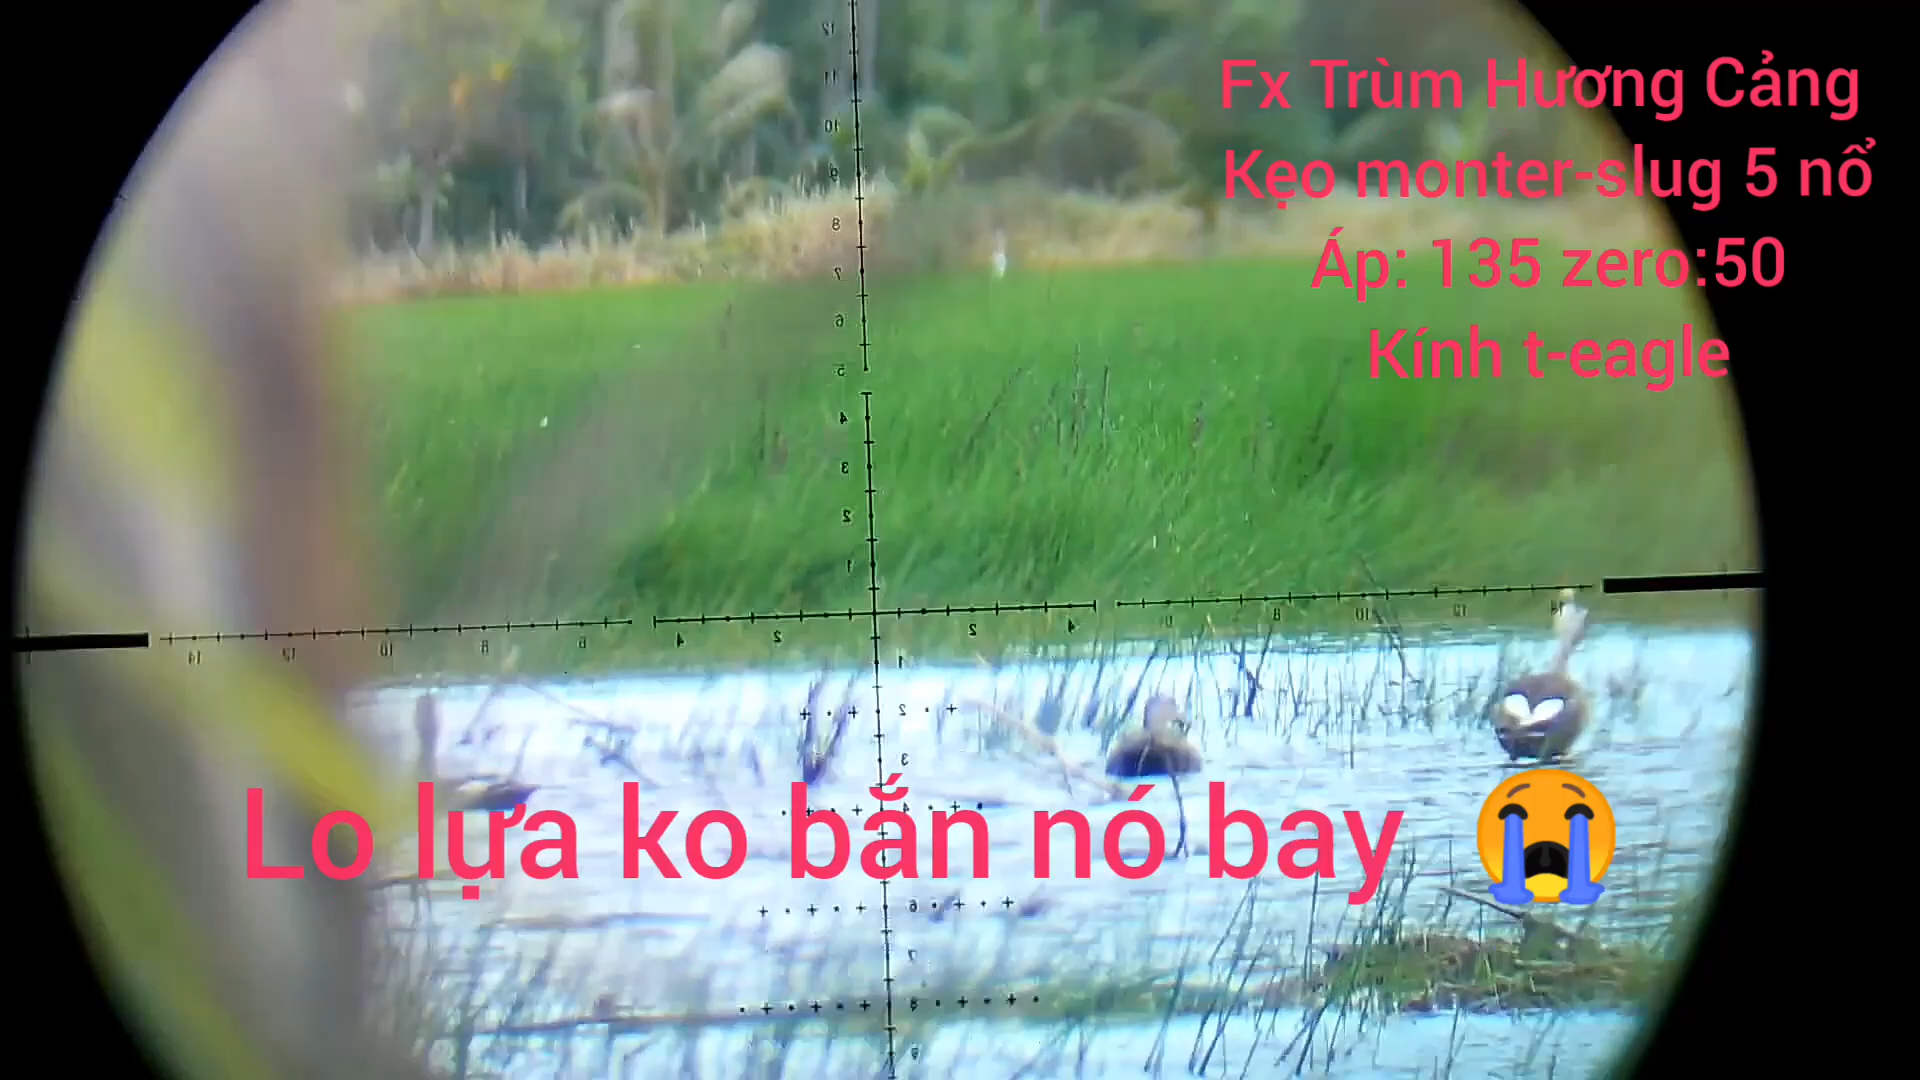 Fx Trùm Hương Cảng
Kẹo monter-slug 5 nổ
Áp: 135 zero:50
Kính t-eagle
Lo lựa ko bắn nó bay 😭